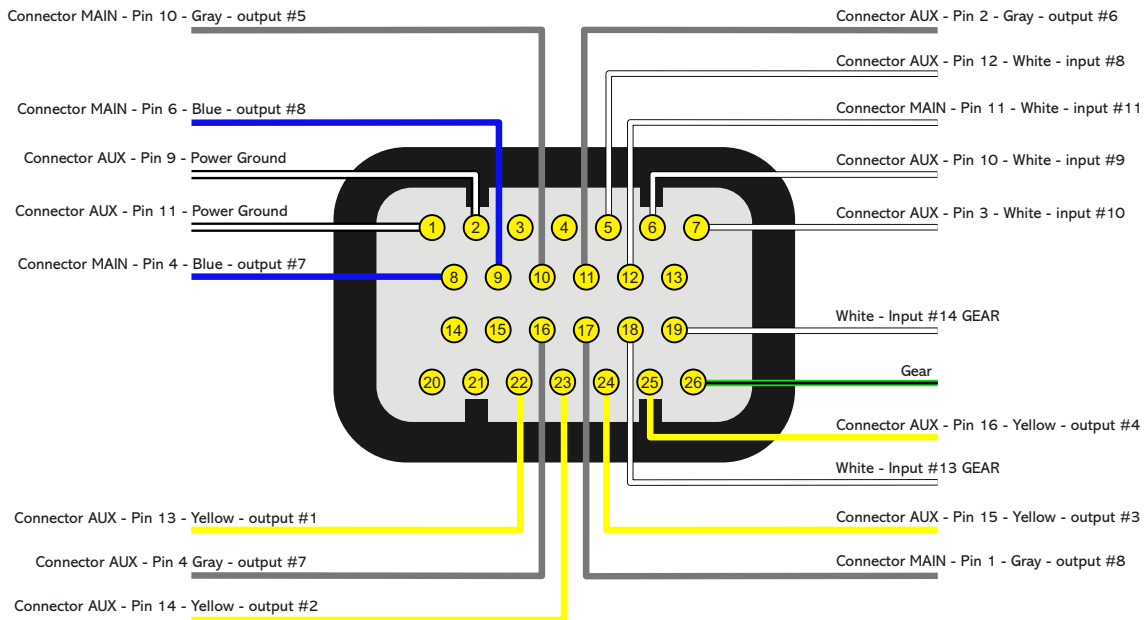 Connector MAIN - Pin 10 - Gray - output #5
Connector AUX - Pin 2 - Gray - output #6
Connector AUX - Pin 12 - White - input #8
Connector MAIN - Pin 6 - Blue - output #8
Connector MAIN - Pin 11 - White - input #11
Connector AUX - Pin 9 - Power Ground
Connector AUX - Pin 10 - White - input #9
Connector AUX - Pin 11 - Power Ground
Connector AUX - Pin 3 - White - input #10
1 2 3 4 5 6 7
Connector MAIN - Pin 4 - Blue - output #7
8 9 10 11 12 13
White - Input #14 GEAR
14 15 16 17 18 19
Gear
20 21 22 23 24 25 26
Connector AUX - Pin 16 - Yellow - output #4
White - Input #13 GEAR
Connector AUX - Pin 13 - Yellow - output #1
Connector AUX - Pin 15 - Yellow - output #3
Connector AUX - Pin 4 Gray - output #7
Connector MAIN - Pin 1 - Gray - output #8
Connector AUX - Pin 14 - Yellow - output #2